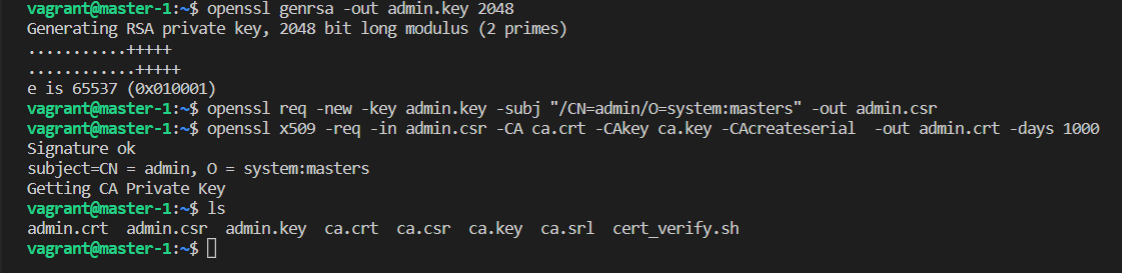 vagrant@master-1:~$ openssl genrsa -out admin.key 2048
Generating RSA private key, 2048 bit long modulus (2 primes)
...........+++++
............+++++
e is 65537 (0x010001)
vagrant@master-1:~$ openssl req -new -key admin.key -subj "/CN=admin/O=system:masters" -out admin.csr
vagrant@master-1:~$ openssl x509 -req -in admin.csr -CA ca.crt -CAkey ca.key -CAcreateserial  -out admin.crt -days 1000
Signature ok
subject=CN = admin, O = system:masters
Getting CA Private Key
vagrant@master-1:~$ ls
admin.crt  admin.csr  admin.key  ca.crt  ca.csr  ca.key  ca.srl  cert_verify.sh
vagrant@master-1:~$